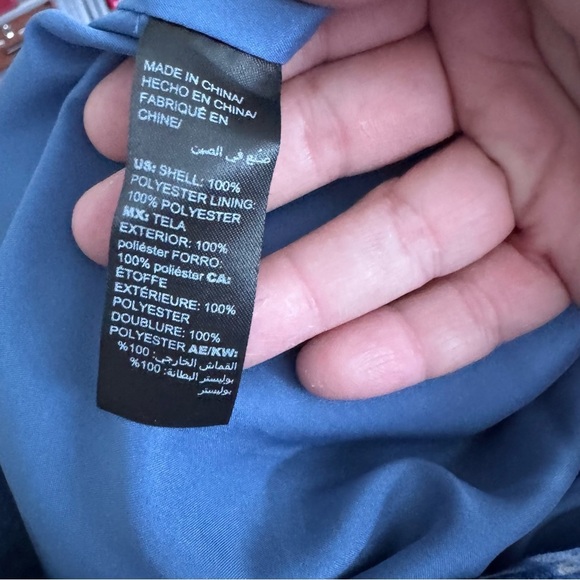 MADE IN CHINA/
HECHO EN CHINA/
FABRIQUÉ EN
CHINE/
صُنع في الصين
US: SHELL: 100%
POLYESTER LINING:
100% POLYESTER
MX: TELA
EXTERIOR: 100%
poliéster FORRO:
100% poliéster CA:
ÉTOFFE
EXTÉRIEURE: 100%
POLYESTER
DOUBLURE: 100%
POLYESTER AE/KW:
القماش الخارجي: 100%
بوليستر البطانة: 100%
بوليستر